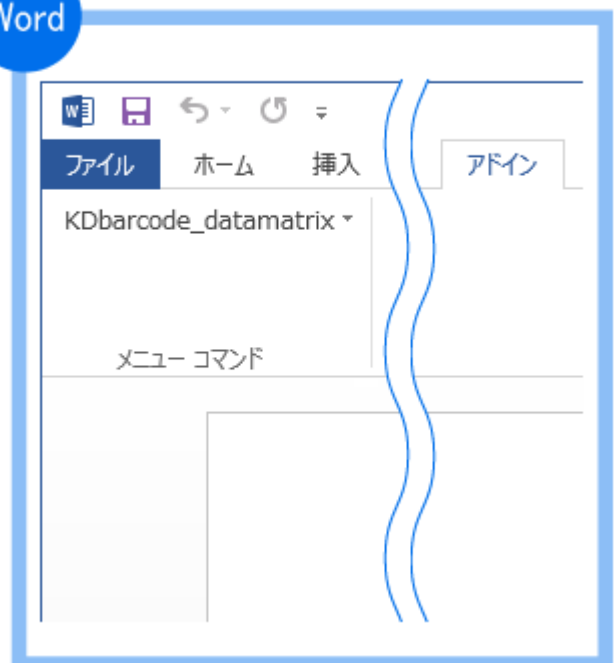 Word
ファイル ホーム 挿入 アドイン
KDbarcode_datamatrix
メニュー コマンド